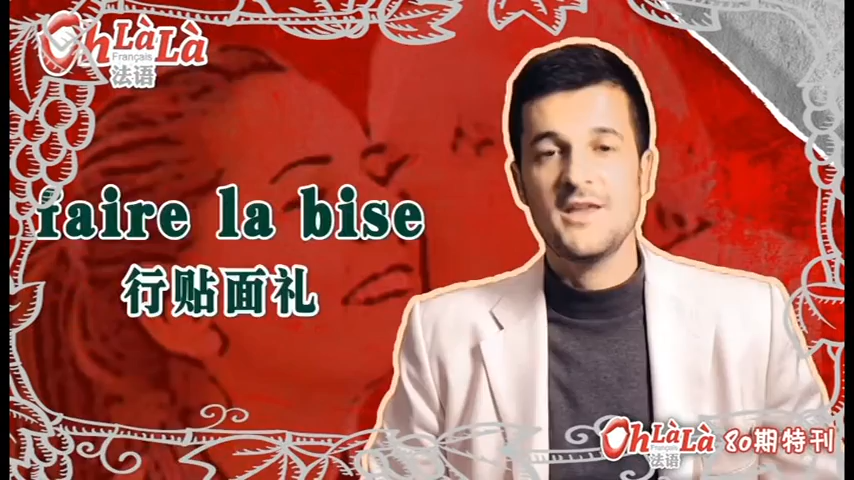 Oh Là Là
Français
法语
faire la bise
行贴面礼
Oh Là Là 80期特刊
法语